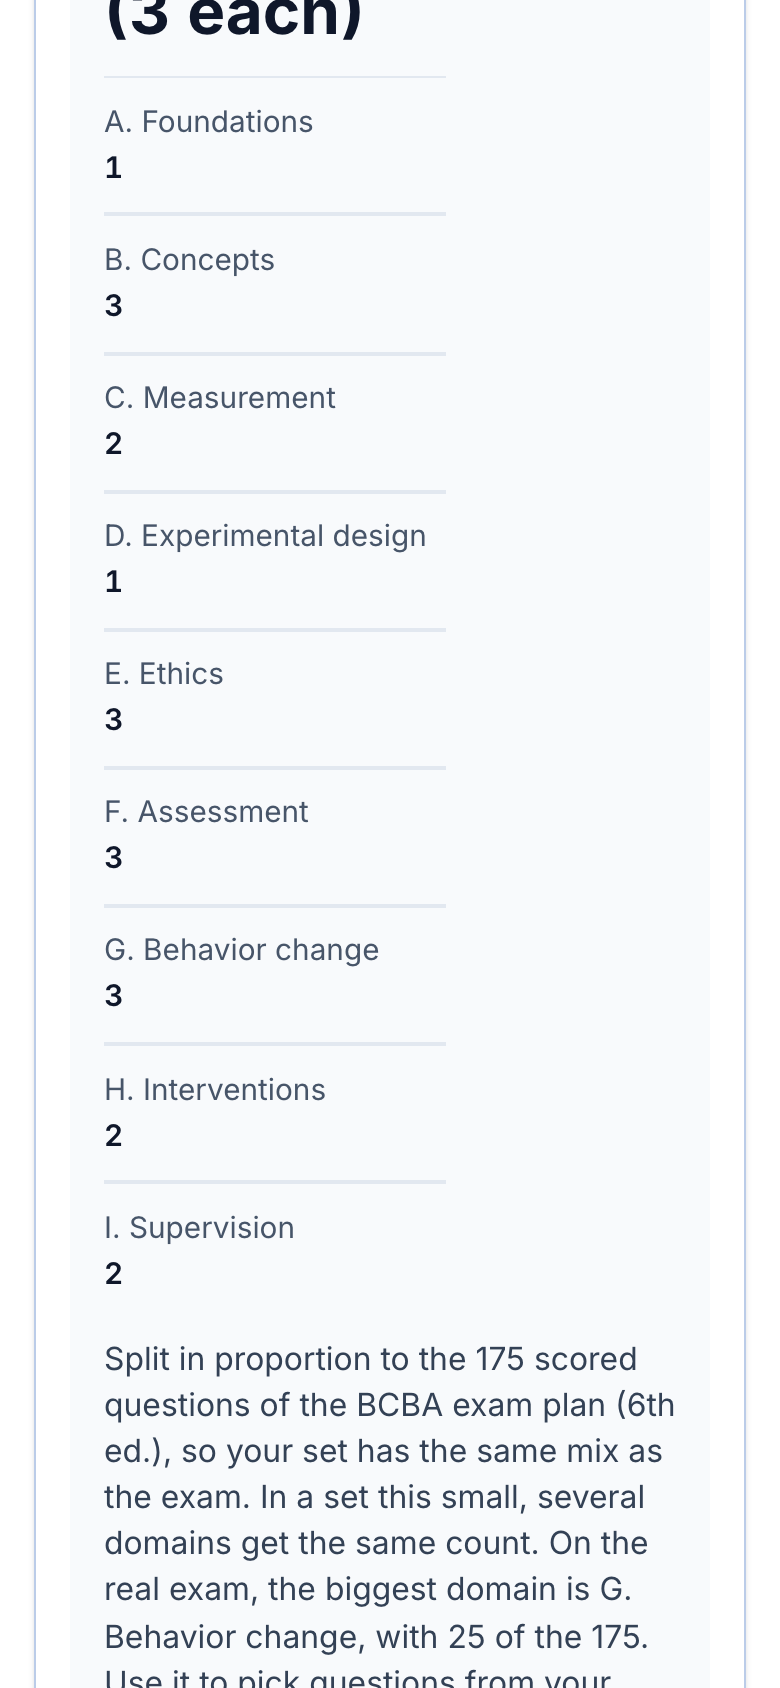 (3 each)
A. Foundations
1
B. Concepts
3
C. Measurement
2
D. Experimental design
1
E. Ethics
3
F. Assessment
3
G. Behavior change
3
H. Interventions
2
I. Supervision
2
Split in proportion to the 175 scored
questions of the BCBA exam plan (6th
ed.), so your set has the same mix as
the exam. In a set this small, several
domains get the same count. On the
real exam, the biggest domain is G.
Behavior change, with 25 of the 175.
Use it to pick questions from your